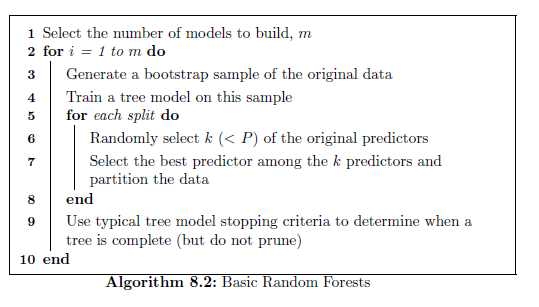 1 Select the number of models to build, m
2 for i = 1 to m do
3 Generate a bootstrap sample of the original data
4 Train a tree model on this sample
5 for each split do
6 Randomly select k (< P) of the original predictors
7 Select the best predictor among the k predictors and
partition the data
8 end
9 Use typical tree model stopping criteria to determine when a
tree is complete (but do not prune)
10 end
Algorithm 8.2: Basic Random Forests